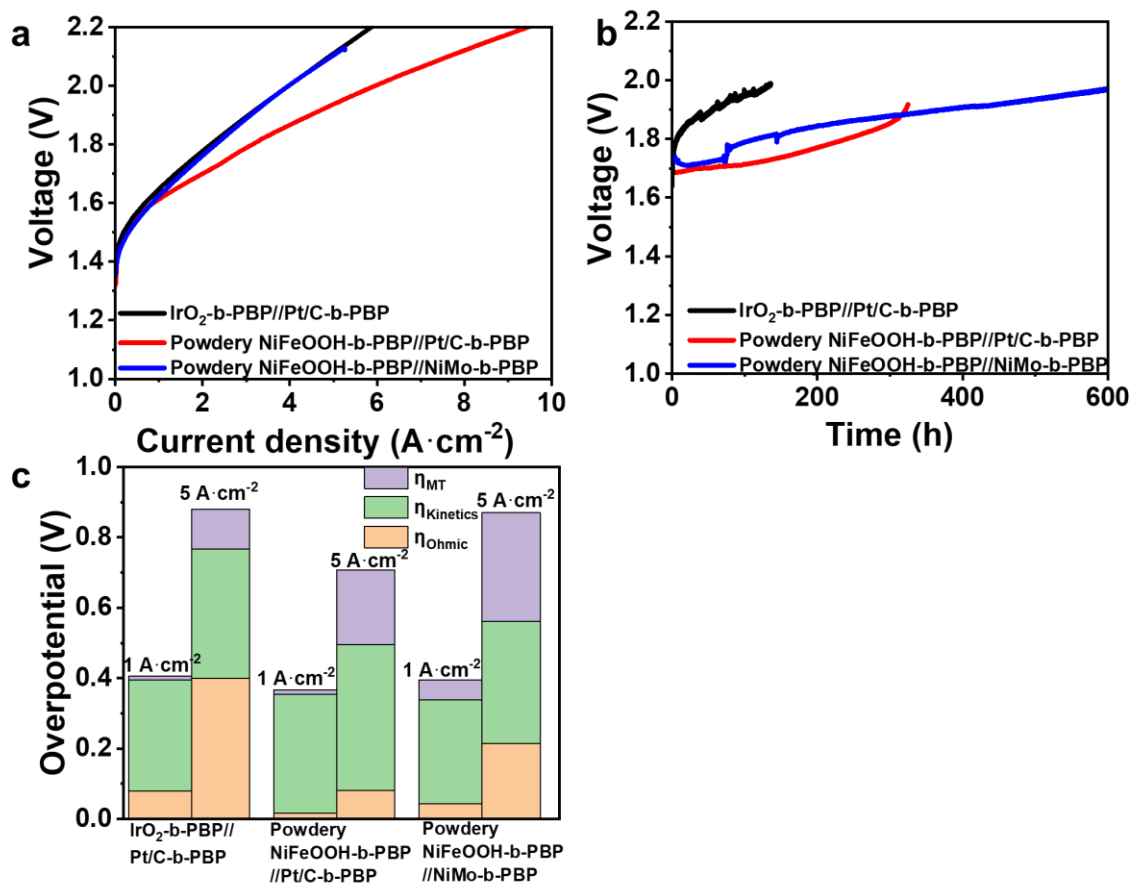 a
2.2
2.0
1.8
1.6
1.4
1.2
1.0
Voltage (V)
IrO₂-b-PBP//Pt/C-b-PBP
Powdery NiFeOOH-b-PBP//Pt/C-b-PBP
Powdery NiFeOOH-b-PBP//NiMo-b-PBP
0 2 4 6 8 10
Current density (A·cm⁻²)
b
2.2
2.0
1.8
1.6
1.4
1.2
1.0
Voltage (V)
IrO₂-b-PBP//Pt/C-b-PBP
Powdery NiFeOOH-b-PBP//Pt/C-b-PBP
Powdery NiFeOOH-b-PBP//NiMo-b-PBP
0 200 400 600
Time (h)
c
1.0
0.8
0.6
0.4
0.2
0.0
Overpotential (V)
η_MT
η_Kinetics
η_Ohmic
1 A·cm⁻²
5 A·cm⁻²
1 A·cm⁻²
5 A·cm⁻²
1 A·cm⁻²
5 A·cm⁻²
IrO₂-b-PBP//
Pt/C-b-PBP
Powdery
NiFeOOH-b-PBP
//Pt/C-b-PBP
Powdery
NiFeOOH-b-PBP
//NiMo-b-PBP